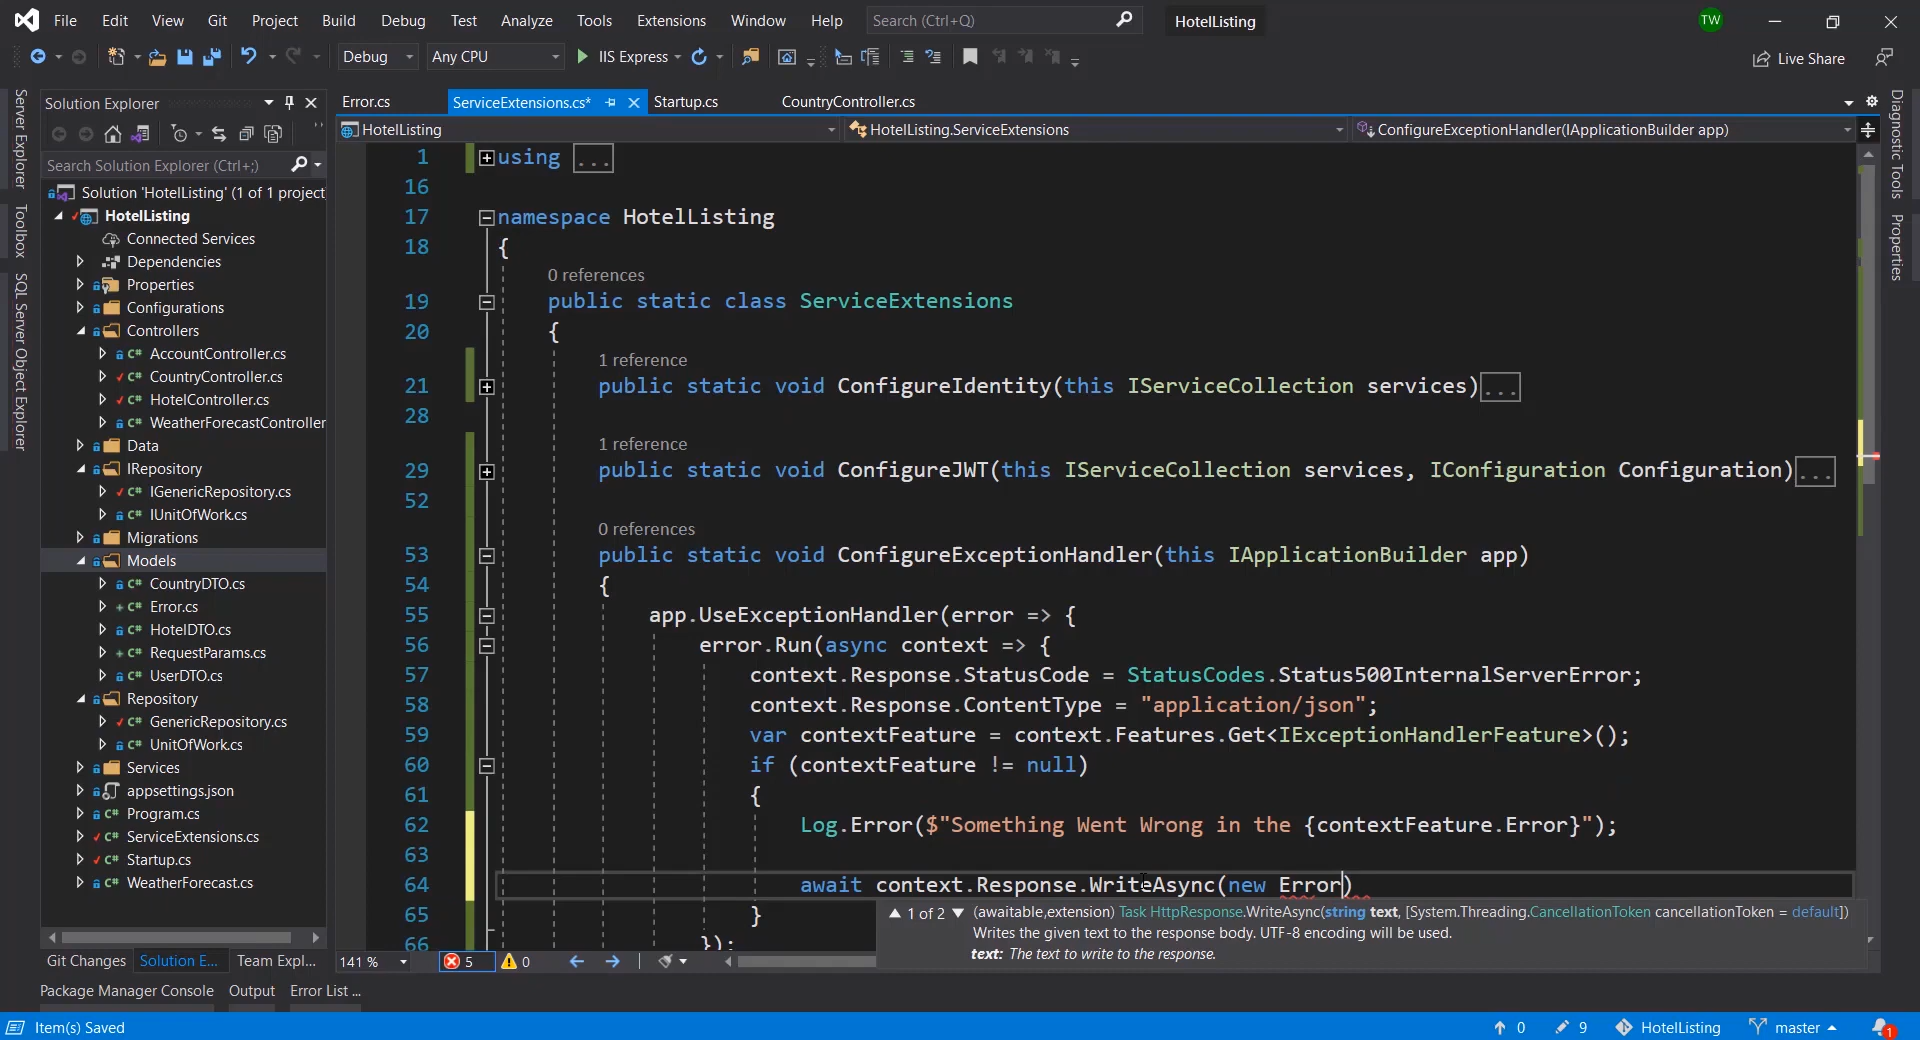 File Edit View Git Project Build Debug Test Analyze Tools Extensions Window Help Search (Ctrl+Q) HotelListing TW
Debug Any CPU IIS Express Live Share
Server Explorer
Toolbox
SQL Server Object Explorer
Solution Explorer
Search Solution Explorer (Ctrl+;)
Solution 'HotelListing' (1 of 1 project
HotelListing
Connected Services
Dependencies
Properties
Configurations
Controllers
C# AccountController.cs
C# CountryController.cs
C# HotelController.cs
C# WeatherForecastController
Data
IRepository
C# IGenericRepository.cs
C# IUnitOfWork.cs
Migrations
Models
C# CountryDTO.cs
C# Error.cs
C# HotelDTO.cs
C# RequestParams.cs
C# UserDTO.cs
Repository
C# GenericRepository.cs
C# UnitOfWork.cs
Services
appsettings.json
C# Program.cs
C# ServiceExtensions.cs
C# Startup.cs
C# WeatherForecast.cs
Git Changes Solution E... Team Expl...
Error.cs ServiceExtensions.cs* Startup.cs CountryController.cs
HotelListing HotelListing.ServiceExtensions ConfigureExceptionHandler(IApplicationBuilder app)
1 using ...
16
17 namespace HotelListing
18 {
0 references
19 public static class ServiceExtensions
20 {
1 reference
21 public static void ConfigureIdentity(this IServiceCollection services)...
28
1 reference
29 public static void ConfigureJWT(this IServiceCollection services, IConfiguration Configuration)...
52
0 references
53 public static void ConfigureExceptionHandler(this IApplicationBuilder app)
54 {
55 app.UseExceptionHandler(error => {
56 error.Run(async context => {
57 context.Response.StatusCode = StatusCodes.Status500InternalServerError;
58 context.Response.ContentType = "application/json";
59 var contextFeature = context.Features.Get<IExceptionHandlerFeature>();
60 if (contextFeature != null)
61 {
62 Log.Error($"Something Went Wrong in the {contextFeature.Error}");
63
64 await context.Response.WriteAsync(new Error)
65 }
66 });
1 of 2 (awaitable,extension) Task HttpResponse.WriteAsync(string text, [System.Threading.CancellationToken cancellationToken = default])
Writes the given text to the response body. UTF-8 encoding will be used.
text: The text to write to the response.
141 % 5 0
Diagnostic Tools
Properties
Package Manager Console Output Error List ...
Item(s) Saved 0 9 HotelListing master 1